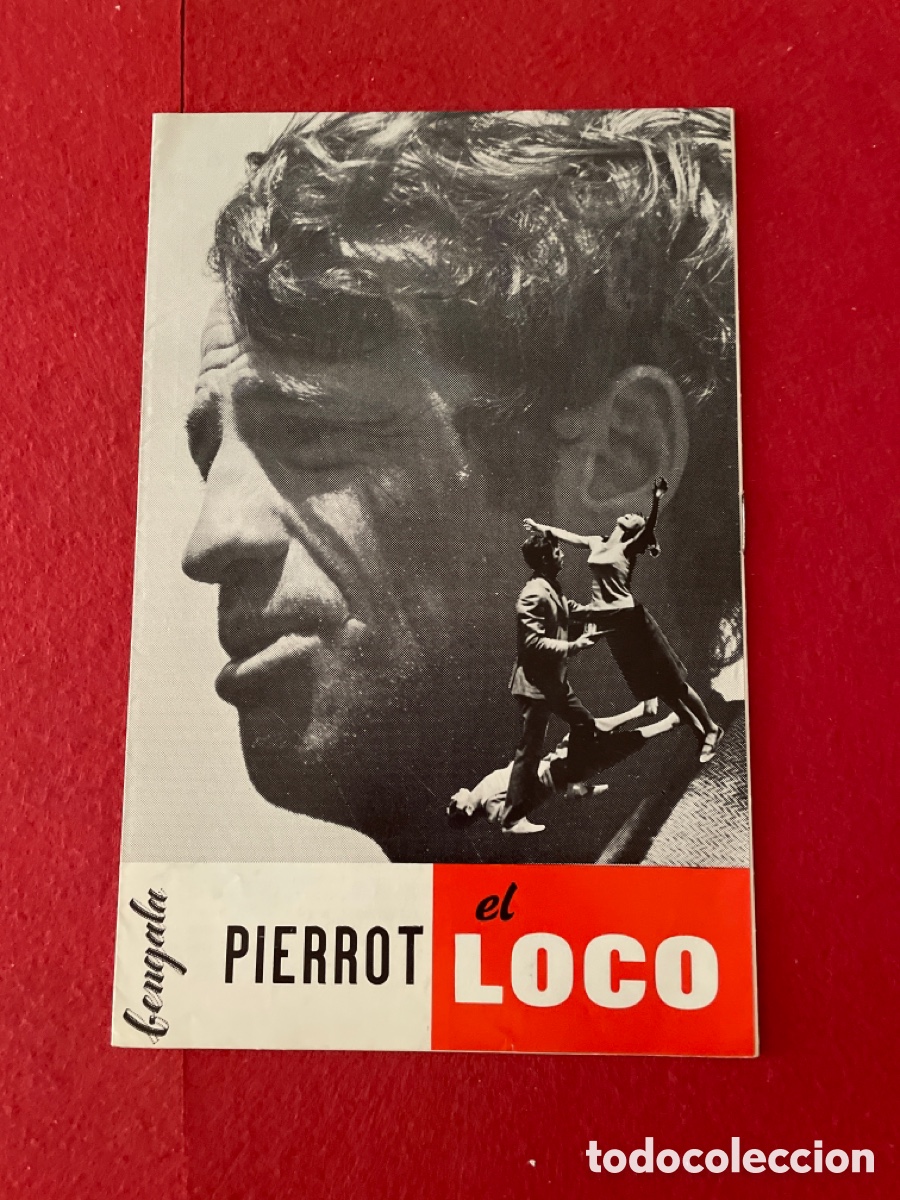 bengala
PIERROT
el
LOCO
todocoleccion